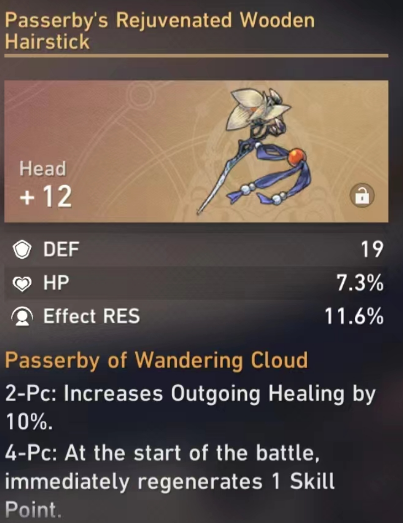 Passerby's Rejuvenated Wooden
Hairstick
Head
+ 12
DEF 19
HP 7.3%
Effect RES 11.6%
Passerby of Wandering Cloud
2-Pc: Increases Outgoing Healing by
10%.
4-Pc: At the start of the battle,
immediately regenerates 1 Skill
Point.